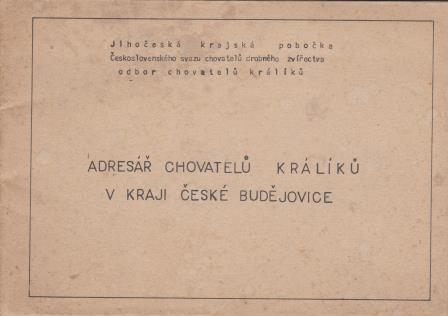 Jihočeská krajská pobočka
Československého svazu chovatelů drobného zvířectva
odbor chovatelů králíků
ADRESÁŘ CHOVATELŮ KRÁLÍKŮ
V KRAJI ČESKÉ BUDĚJOVICE